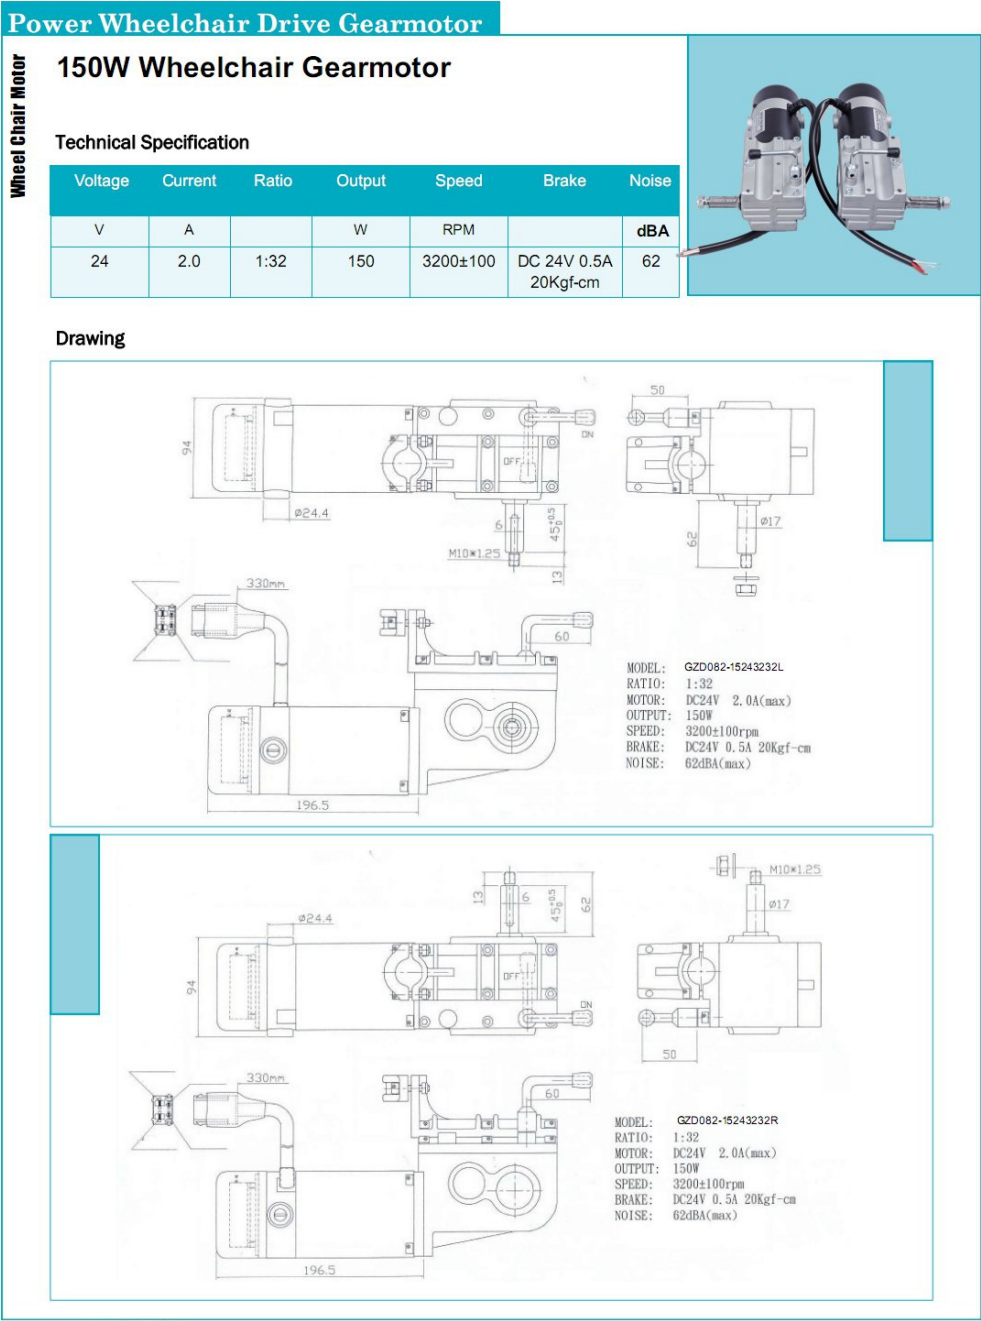 Power Wheelchair Drive Gearmotor
Wheel Chair Motor
150W Wheelchair Gearmotor
Technical Specification
Voltage Current Ratio Output Speed Brake Noise
V A W RPM dBA
24 2.0 1:32 150 3200±100 DC 24V 0.5A 62
20Kgf-cm
Drawing
50
94
ON
OFF
Ø24.4
6
45+0.5 0
M10*1.25
13
62
Ø17
330mm
60
196.5
MODEL: GZD082-15243232L
RATIO: 1:32
MOTOR: DC24V 2.0A(max)
OUTPUT: 150W
SPEED: 3200±100rpm
BRAKE: DC24V 0.5A 20Kgf-cm
NOISE: 62dBA(max)
M10*1.25
13
6
45+0.5 0
62
Ø17
Ø24.4
94
OFF
ON
50
330mm
60
196.5
MODEL: GZD082-15243232R
RATIO: 1:32
MOTOR: DC24V 2.0A(max)
OUTPUT: 150W
SPEED: 3200±100rpm
BRAKE: DC24V 0.5A 20Kgf-cm
NOISE: 62dBA(max)